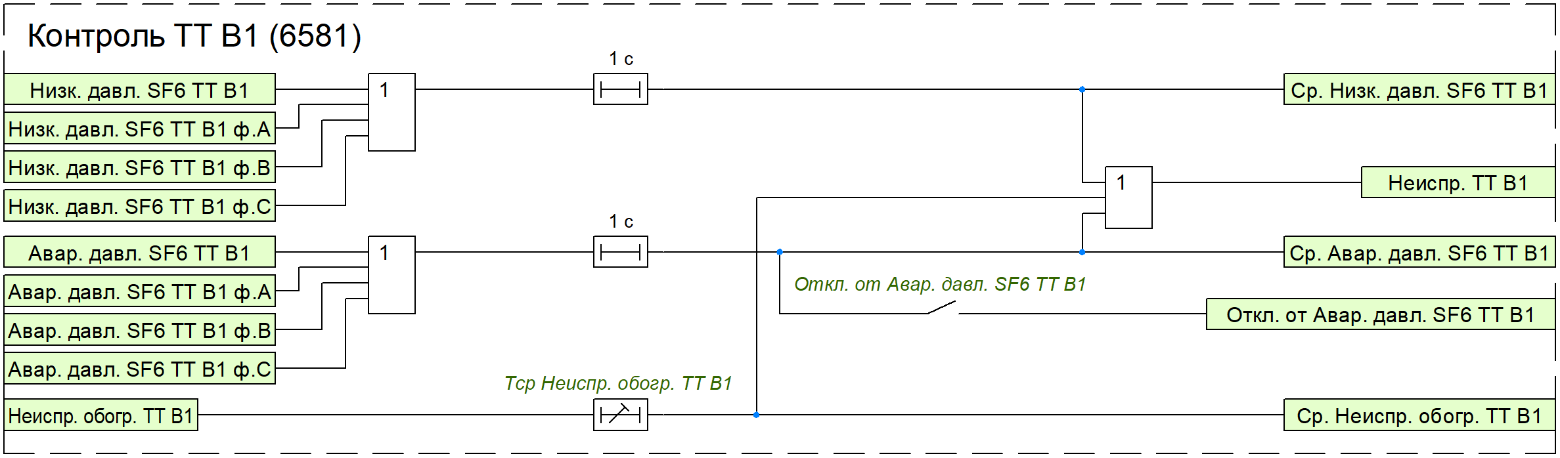 Контроль ТТ В1 (6581)
1 с
Низк. давл. SF6 ТТ В1
1
Ср. Низк. давл. SF6 ТТ В1
Низк. давл. SF6 ТТ В1 ф.А
Низк. давл. SF6 ТТ В1 ф.В
1
Неиспр. ТТ В1
Низк. давл. SF6 ТТ В1 ф.С
1 с
Авар. давл. SF6 ТТ В1
1
Ср. Авар. давл. SF6 ТТ В1
Откл. от Авар. давл. SF6 ТТ В1
Авар. давл. SF6 ТТ В1 ф.А
Откл. от Авар. давл. SF6 ТТ В1
Авар. давл. SF6 ТТ В1 ф.В
Авар. давл. SF6 ТТ В1 ф.С
Тср Неиспр. обогр. ТТ В1
Неиспр. обогр. ТТ В1
Ср. Неиспр. обогр. ТТ В1